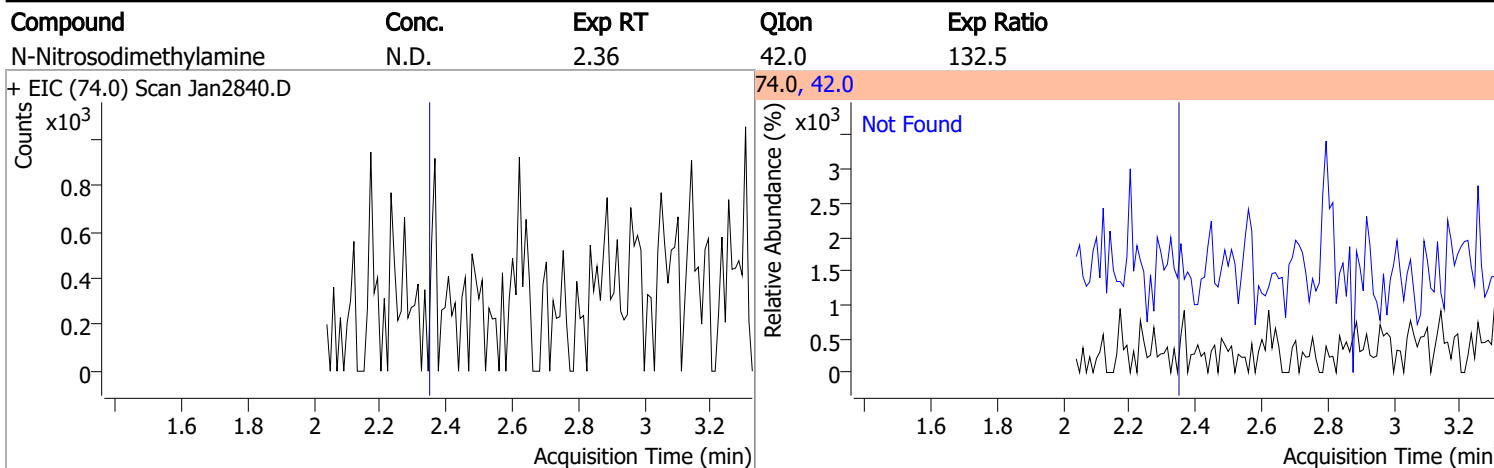 Compound Conc. Exp RT QIon Exp Ratio
N-Nitrosodimethylamine N.D. 2.36 42.0 132.5
+ EIC (74.0) Scan Jan2840.D
Counts
x10³
0.8
0.6
0.4
0.2
0
1.6 1.8 2 2.2 2.4 2.6 2.8 3 3.2
Acquisition Time (min)
74.0, 42.0
Relative Abundance (%)
x10³
Not Found
3
2.5
2
1.5
1
0.5
0
1.6 1.8 2 2.2 2.4 2.6 2.8 3 3.2
Acquisition Time (min